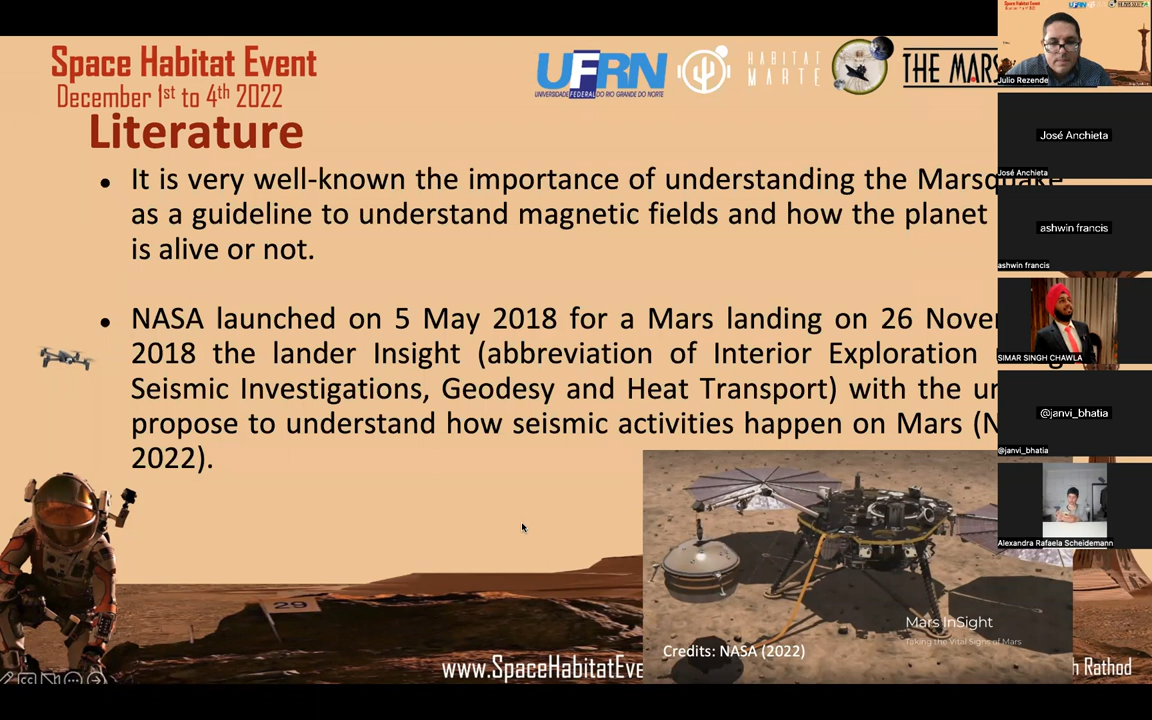 Space Habitat Event
December 1st to 4th 2022
UFRN
UNIVERSIDADE FEDERAL DO RIO GRANDE DO NORTE
HABITAT
MARTE
THE MARS
Literature
It is very well-known the importance of understanding the Marsquake
as a guideline to understand magnetic fields and how the planet
is alive or not.
NASA launched on 5 May 2018 for a Mars landing on 26
2018 the lander Insight (abbreviation of Interior Exploration
Seismic Investigations, Geodesy and Heat Transport) with the
propose to understand how seismic activities happen on Mars
2022).
29
Mars InSight
Taking the Vital Signs of Mars
Credits: NASA (2022)
www.SpaceHabitatEve
Rathod
Julio Rezende
José Anchieta
José Anchieta
ashwin francis
ashwin francis
SIMAR SINGH CHAWLA
@janvi_bhatia
@janvi_bhatia
Alexandra Rafaela Scheidemann